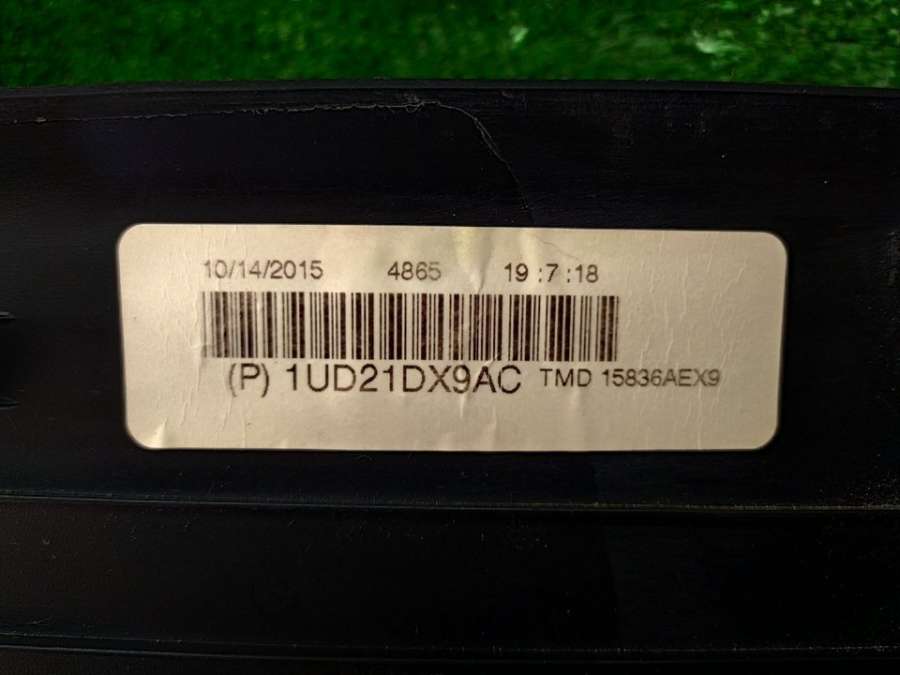 10/14/2015 4865 19 :7 :18
(P) 1UD21DX9AC TMD 15836AEX9